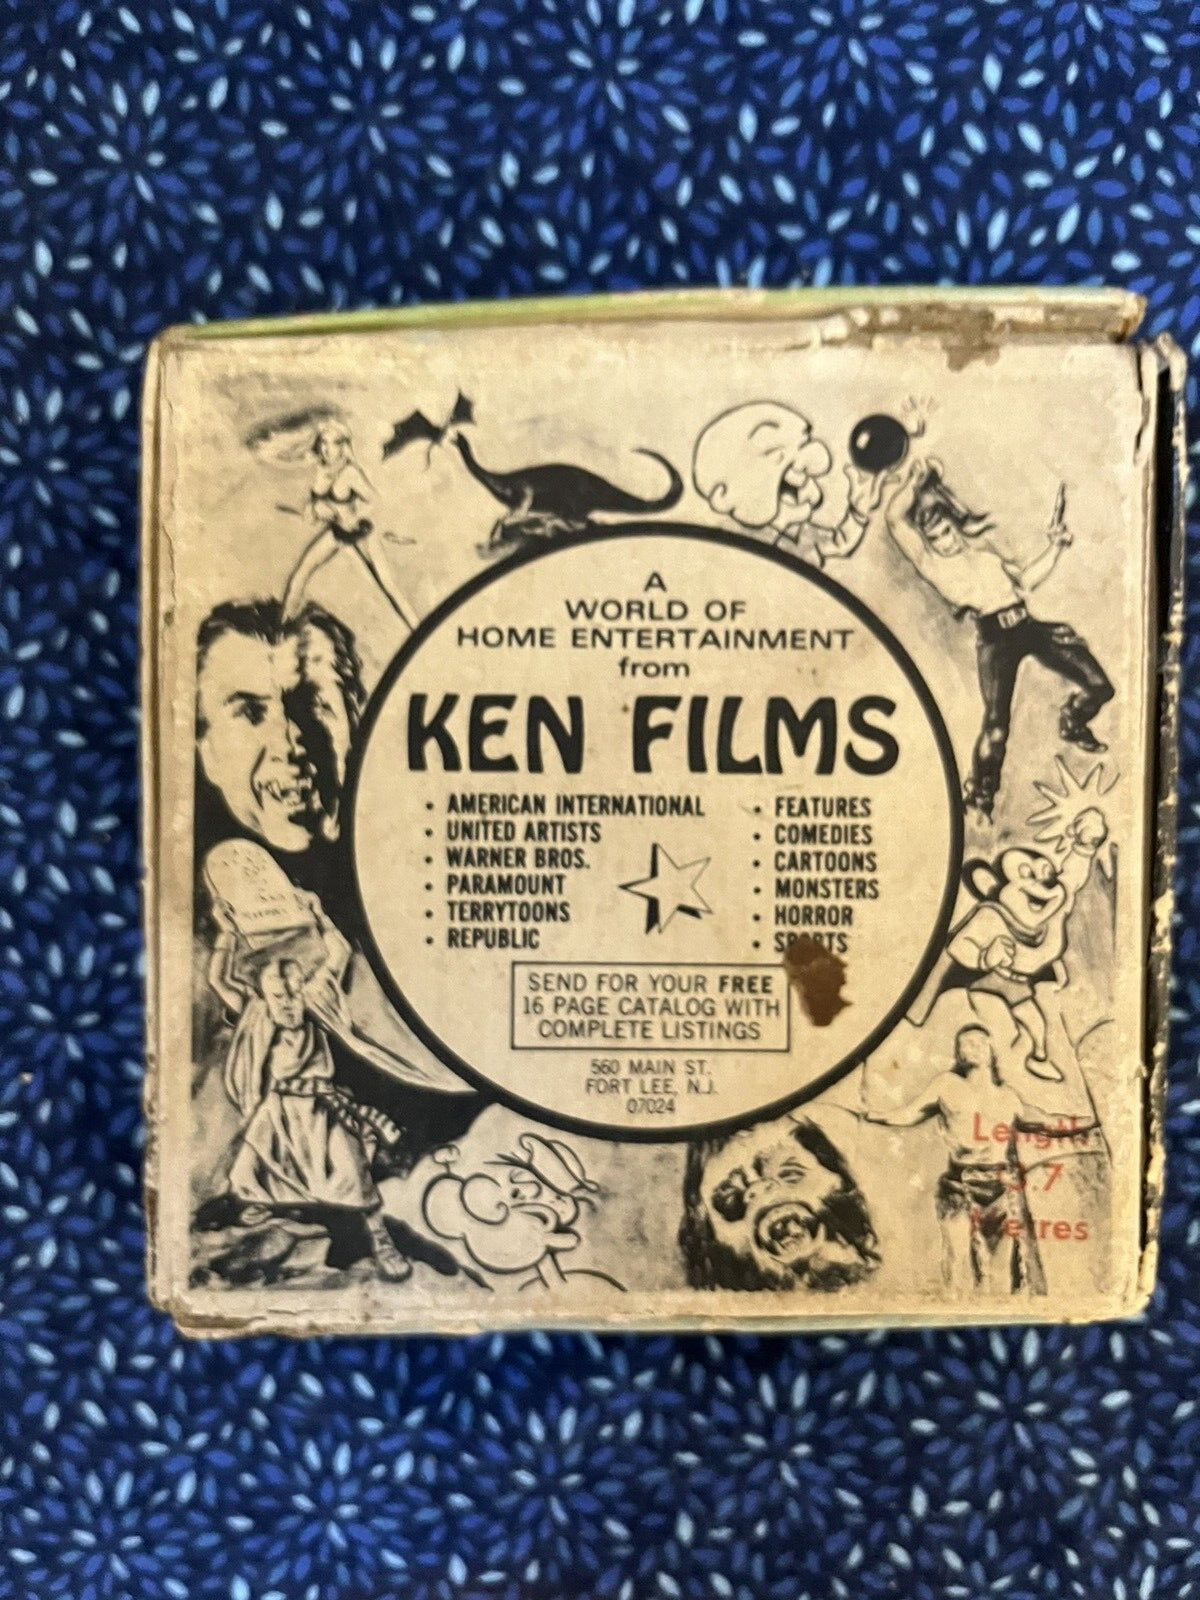 A
WORLD OF
HOME ENTERTAINMENT
from
KEN FILMS
• AMERICAN INTERNATIONAL
• UNITED ARTISTS
• WARNER BROS.
• PARAMOUNT
• TERRYTOONS
• REPUBLIC
• FEATURES
• COMEDIES
• CARTOONS
• MONSTERS
• HORROR
• SPORTS
SEND FOR YOUR FREE
16 PAGE CATALOG WITH
COMPLETE LISTINGS
560 MAIN ST.
FORT LEE, N.J.
07024
Length
Metres